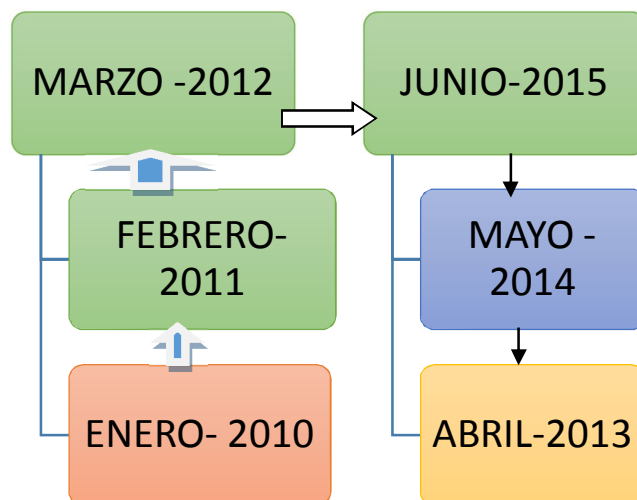 MARZO -2012
JUNIO-2015
FEBRERO-
2011
MAYO -
2014
ENERO- 2010
ABRIL-2013